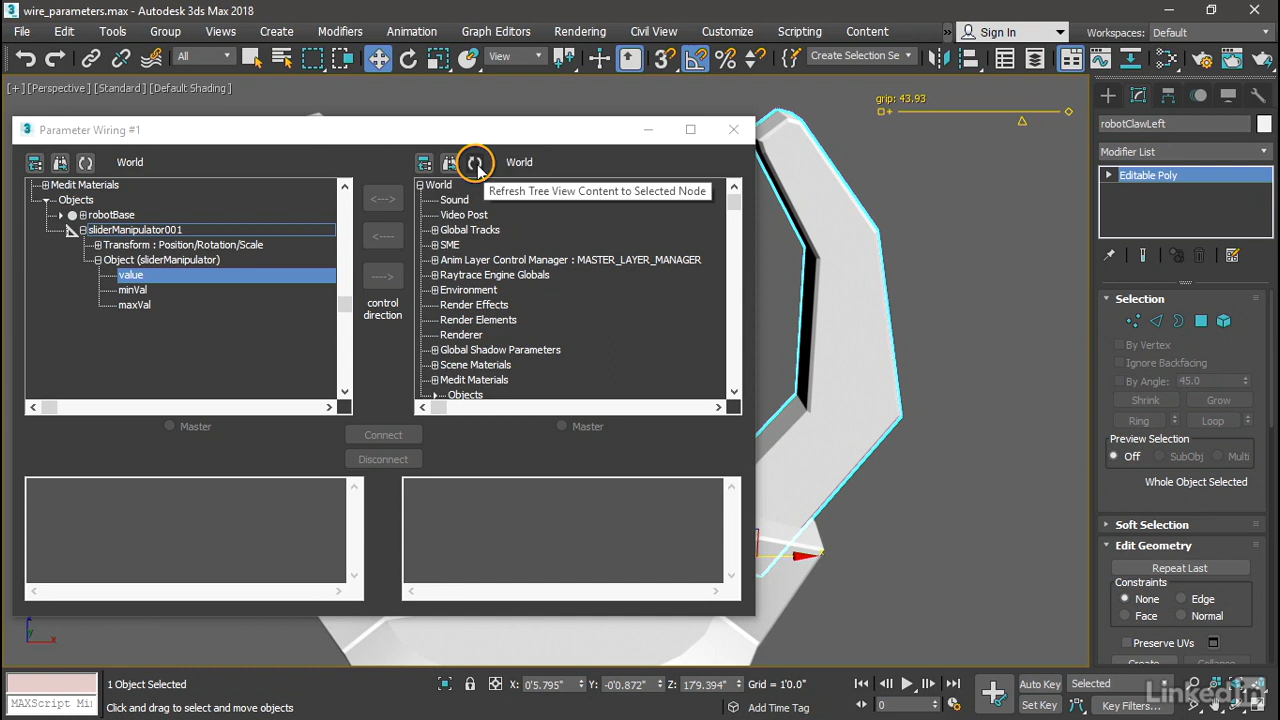 wire_parameters.max - Autodesk 3ds Max 2018
File Edit Tools Group Views Create Modifiers Animation Graph Editors Rendering Civil View Customize Scripting Content » Sign In Workspaces: Default
All View Create Selection Se
[+] [Perspective] [Standard] [Default Shading]
grip: 43.93
Parameter Wiring #1
World
Medit Materials
Objects
robotBase
sliderManipulator001
Transform : Position/Rotation/Scale
Object (sliderManipulator)
value
minVal
maxVal
<--->
<----
---->
control
direction
World
Refresh Tree View Content to Selected Node
World
Sound
Video Post
Global Tracks
SME
Anim Layer Control Manager : MASTER_LAYER_MANAGER
Raytrace Engine Globals
Environment
Render Effects
Render Elements
Renderer
Global Shadow Parameters
Scene Materials
Medit Materials
Objects
Master
Master
Connect
Disconnect
robotClawLeft
Modifier List
Editable Poly
Selection
By Vertex
Ignore Backfacing
By Angle: 45.0
Shrink Grow
Ring Loop
Preview Selection
Off SubObj Multi
Whole Object Selected
Soft Selection
Edit Geometry
Repeat Last
Constraints
None Edge
Face Normal
Preserve UVs
Create Collapse
y
x
1 Object Selected X: 0'5.795" Y: -0'0.872" Z: 179.394" Grid = 1'0.0" Auto Key Selected
MAXScript Mi Click and drag to select and move objects Add Time Tag 0 Set Key Key Filters...
LinkedIn